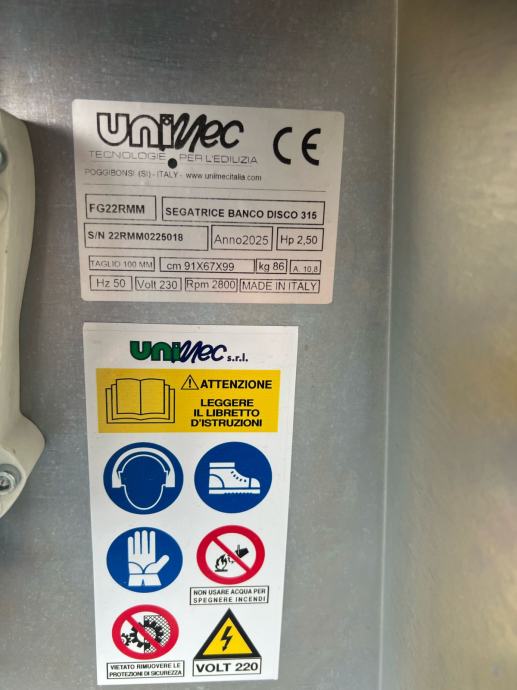 UNIMEC CE
TECNOLOGIE PER L'EDILIZIA
POGGIBONSI (SI) - ITALY - www.unimecitalia.com
FG22RMM SEGATRICE BANCO DISCO 315
S/N 22RMM0225018 Anno2025 Hp 2,50
TAGLIO 100 MM cm 91X67X99 kg 86 A. 10,8
Hz 50 Volt 230 Rpm 2800 MADE IN ITALY
UNIMEC s.r.l.
ATTENZIONE
LEGGERE
IL LIBRETTO
D'ISTRUZIONI
NON USARE ACQUA PER
SPEGNERE INCENDI
VIETATO RIMUOVERE LE
PROTEZIONI DI SICUREZZA
VOLT 220